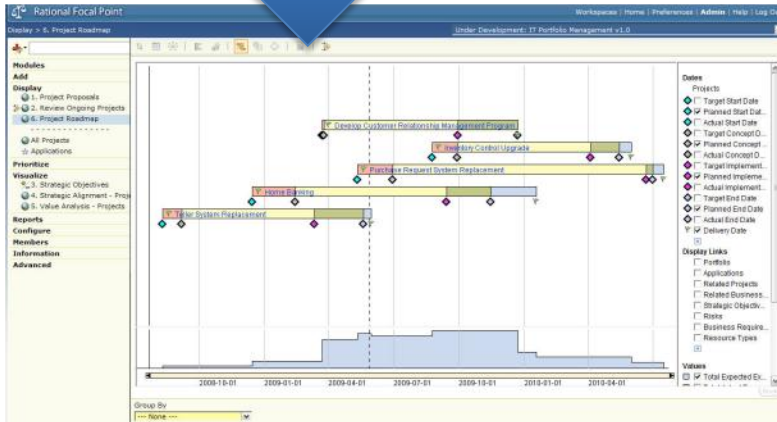 Rational Focal Point
Workspaces | Home | Preferences | Admin | Help | Log O
Display > 6. Project Roadmap
Under Development: IT Portfolio Management v1.0
Modules
Add
Display
1. Project Proposals
2. Review Ongoing Projects
6. Project Roadmap
All Projects
Applications
Prioritize
Visualize
3. Strategic Objectives
4. Strategic Alignment - Proj
5. Value Analysis - Projects
Reports
Configure
Members
Information
Advanced
Develop Customer Relationship Management Program
Inventory Control Upgrade
Purchase Request System Replacement
Home Banking
Teller System Replacement
2008-10-01
2009-01-01
2009-04-01
2009-07-01
2009-10-01
2010-01-01
2010-04-01
Group By
--- None ---
Dates
Projects
Target Start Date
Planned Start Dat...
Actual Start Date
Target Concept D...
Planned Concept ...
Actual Concept D...
Target Implement...
Planned Impleme...
Actual Implement...
Target End Date
Planned End Date
Actual End Date
Delivery Date
Display Links
Portfolio
Applications
Related Projects
Related Business...
Strategic Objectiv...
Risks
Business Require...
Resource Types
Values
Total Expected Ex...